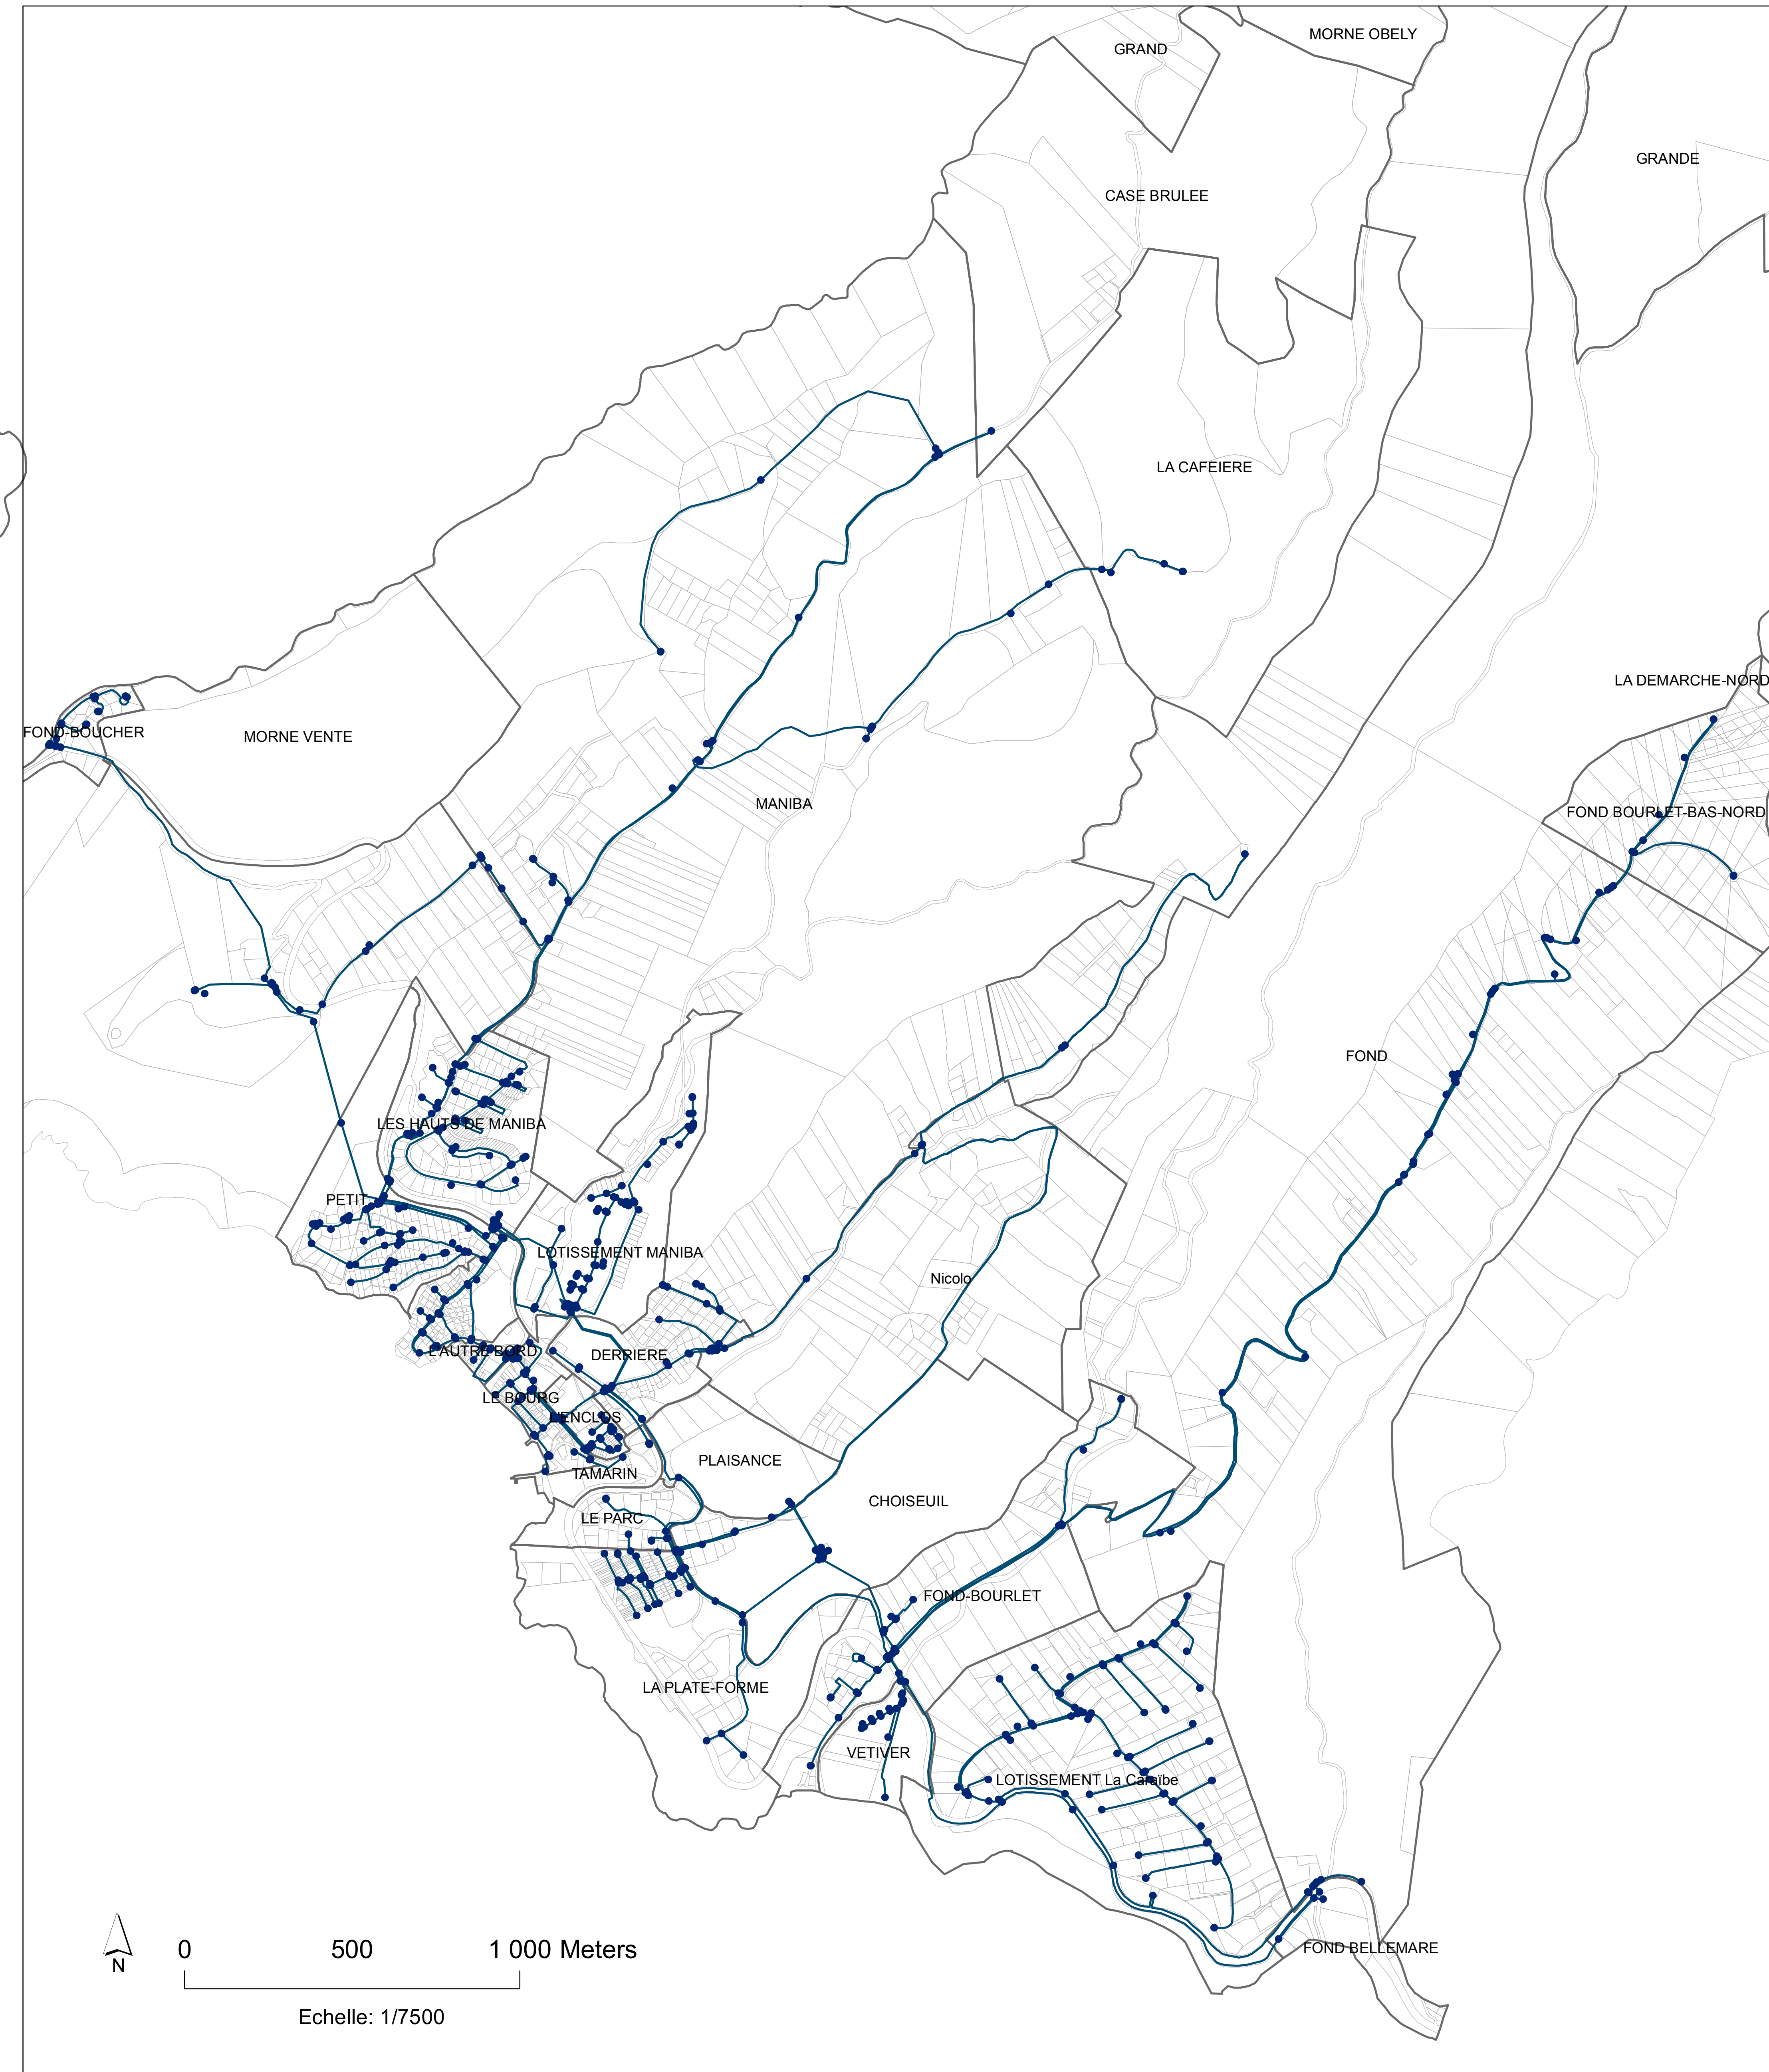 MORNE OBELY
GRAND
GRANDE
CASE BRULEE
LA CAFEIERE
LA DEMARCHE-NORD
FOND-BOUCHER
MORNE VENTE
MANIBA
FOND BOURLET-BAS-NORD
FOND
LES HAUTS DE MANIBA
PETIT
LOTISSEMENT MANIBA
Nicolo
L'AUTRE BORD
DERRIERE
LE BOURG
L'ENCLOS
PLAISANCE
TAMARIN
CHOISEUIL
LE PARC
FOND-BOURLET
LA PLATE-FORME
VETIVER
LOTISSEMENT La Caraïbe
FOND BELLEMARE
N
0 500 1 000 Meters
Echelle: 1/7500